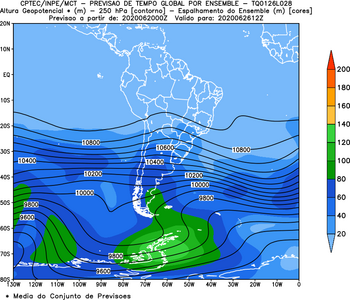 CPTEC/INPE/MCT - PREVISAO DE TEMPO GLOBAL POR ENSEMBLE - TQ0126L028
Altura Geopotencial * (m) - 250 hPa [contorno] - Espalhamento do Ensemble (m) [cores]
Previsao a partir de: 2020062000Z Valido para: 2020062612Z
20N
10N
EQ
10S
20S
30S
40S
50S
60S
70S
80S
10800
10600
10800
10400
10400
10200
10200
10000
10000
9800
9800
9600
9800
9600
200
180
160
140
120
100
80
60
40
20
130W 120W 110W 100W 90W 80W 70W 60W 50W 40W 30W 20W 10W 0
* Media do Conjunto de Previsoes